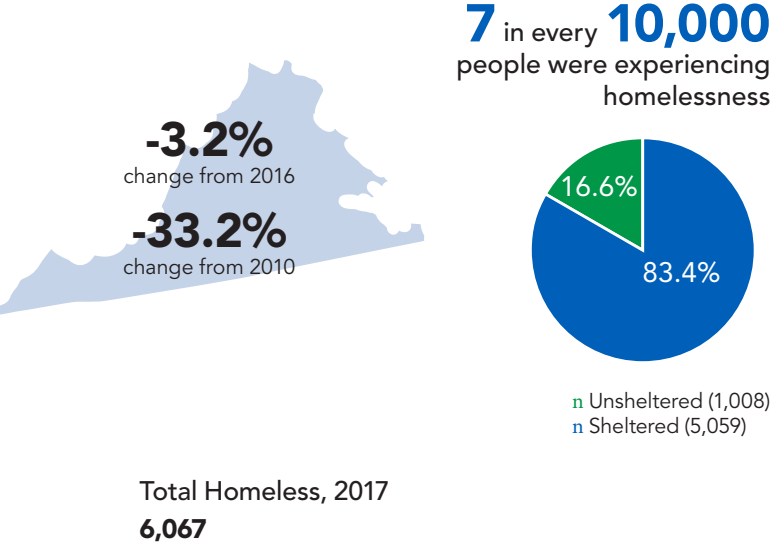 7 in every 10,000
people were experiencing
homelessness
-3.2%
change from 2016
-33.2%
change from 2010
16.6%
83.4%
n Unsheltered (1,008)
n Sheltered (5,059)
Total Homeless, 2017
6,067